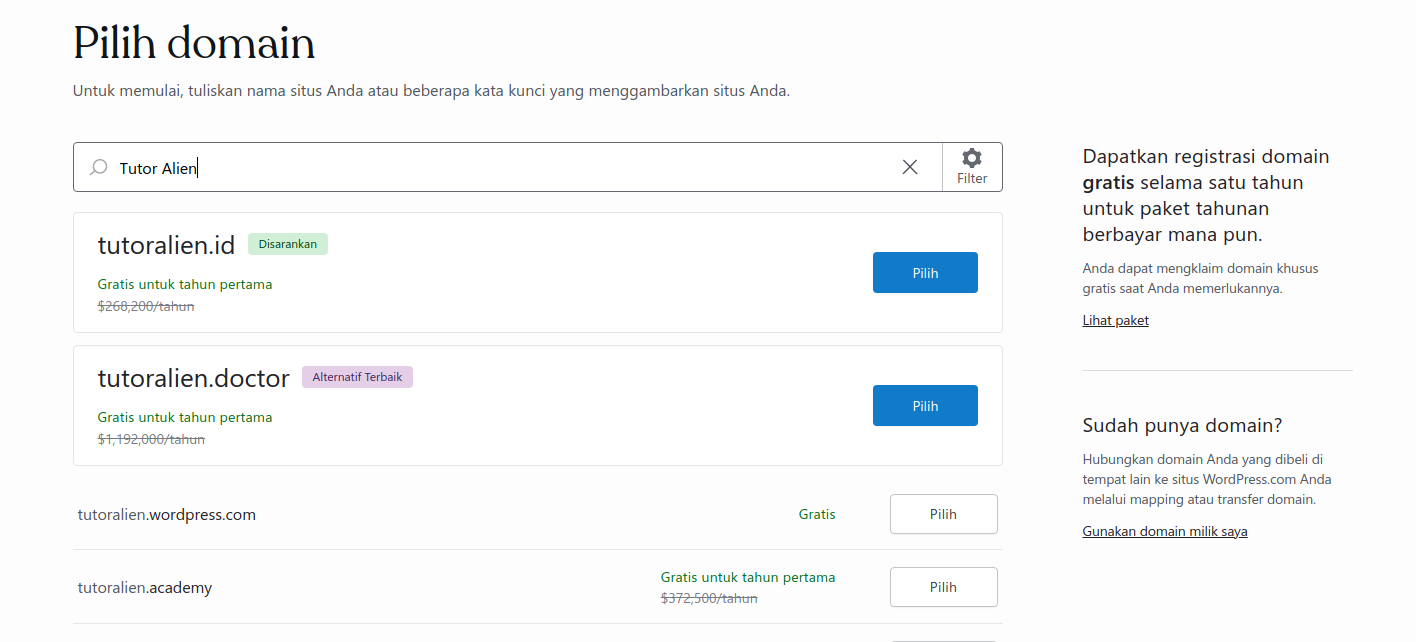 Pilih domain
Untuk memulai, tuliskan nama situs Anda atau beberapa kata kunci yang menggambarkan situs Anda.
Tutor Alien
Filter
tutoralien.id
Disarankan
Gratis untuk tahun pertama
$268,200/tahun
Pilih
tutoralien.doctor
Alternatif Terbaik
Gratis untuk tahun pertama
$1,192,000/tahun
Pilih
tutoralien.wordpress.com
Gratis
Pilih
tutoralien.academy
Gratis untuk tahun pertama
$372,500/tahun
Pilih
Dapatkan registrasi domain
gratis selama satu tahun
untuk paket tahunan
berbayar mana pun.
Anda dapat mengklaim domain khusus
gratis saat Anda memerlukannya.
Lihat paket
Sudah punya domain?
Hubungkan domain Anda yang dibeli di
tempat lain ke situs WordPress.com Anda
melalui mapping atau transfer domain.
Gunakan domain milik saya